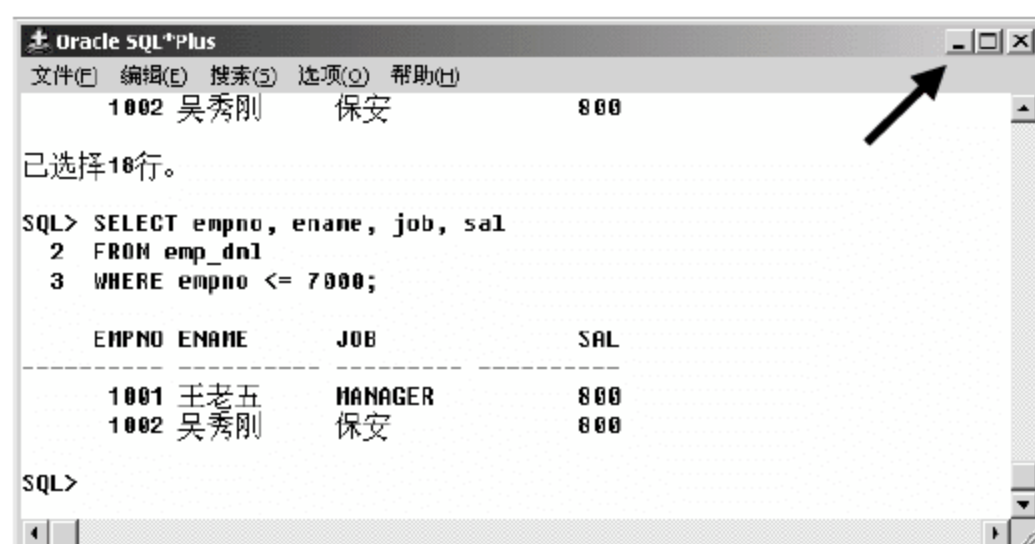 Oracle SQL*Plus
文件(F) 编辑(E) 搜索(S) 选项(O) 帮助(H)
1002 吴秀刚 保安 800
已选择18行。
SQL> SELECT empno, ename, job, sal
2 FROM emp_dml
3 WHERE empno <= 7000;
EMPNO ENAME JOB SAL
---------- ---------- ---------- ----------
1001 王老五 MANAGER 800
1002 吴秀刚 保安 800
SQL>